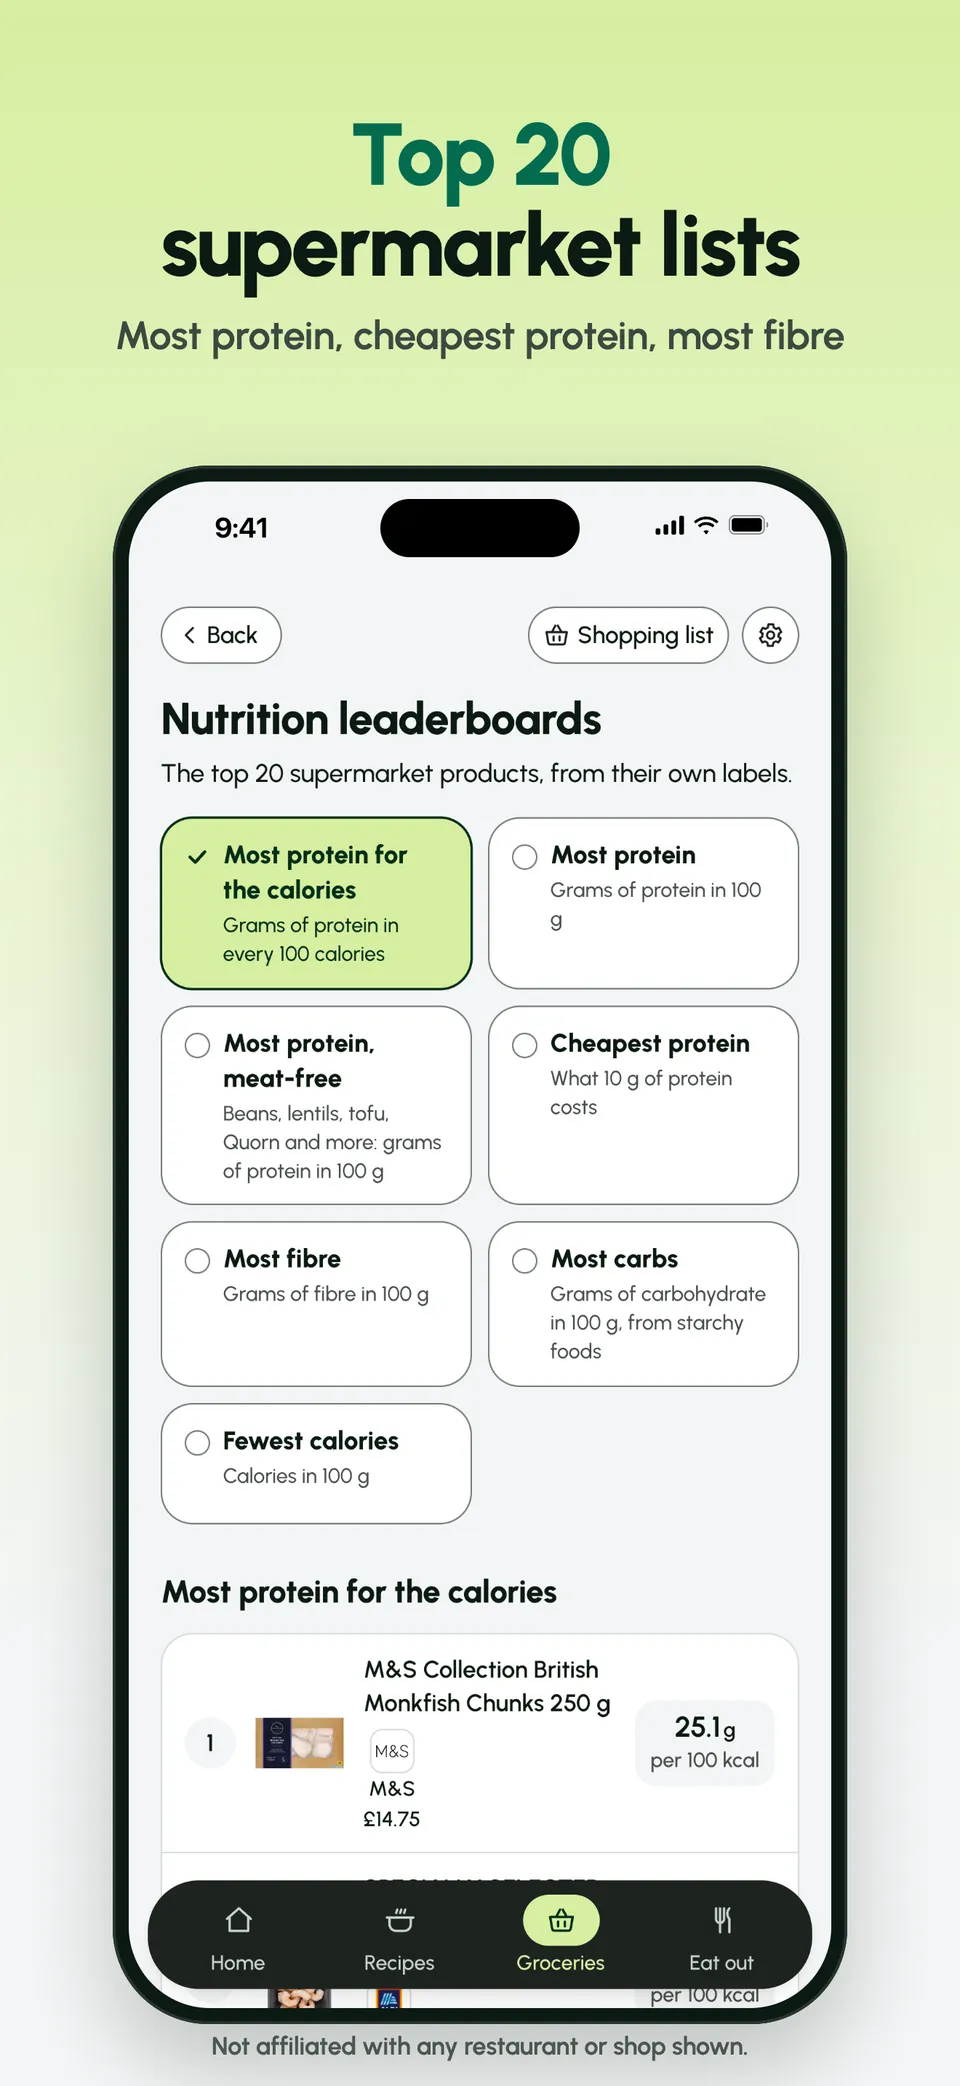 Top 20
supermarket lists
Most protein, cheapest protein, most fibre
9:41
Back
Shopping list
Nutrition leaderboards
The top 20 supermarket products, from their own labels.
Most protein for
the calories
Grams of protein in
every 100 calories
Most protein
Grams of protein in 100
g
Most protein,
meat-free
Beans, lentils, tofu,
Quorn and more: grams
of protein in 100 g
Cheapest protein
What 10 g of protein
costs
Most fibre
Grams of fibre in 100 g
Most carbs
Grams of carbohydrate
in 100 g, from starchy
foods
Fewest calories
Calories in 100 g
Most protein for the calories
1
M&S Collection British
Monkfish Chunks 250 g
M&S
M&S
£14.75
25.1g
per 100 kcal
Home
Recipes
Groceries
Eat out
per 100 kcal
Not affiliated with any restaurant or shop shown.